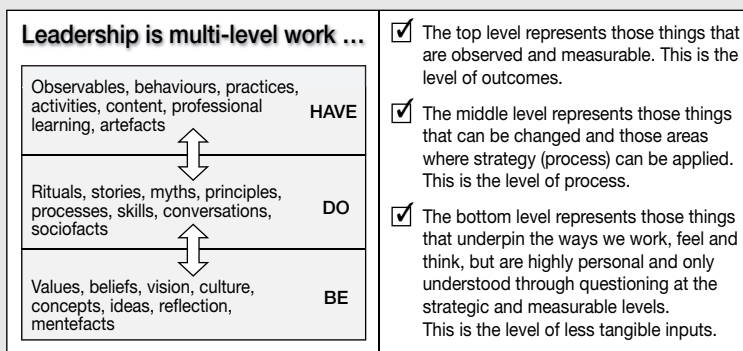 Leadership is multi-level work ...
Observables, behaviours, practices,
activities, content, professional
learning, artefacts
HAVE
Rituals, stories, myths, principles,
processes, skills, conversations,
sociofacts
DO
Values, beliefs, vision, culture,
concepts, ideas, reflection,
mentefacts
BE
The top level represents those things that
are observed and measurable. This is the
level of outcomes.
The middle level represents those things
that can be changed and those areas
where strategy (process) can be applied.
This is the level of process.
The bottom level represents those things
that underpin the ways we work, feel and
think, but are highly personal and only
understood through questioning at the
strategic and measurable levels.
This is the level of less tangible inputs.